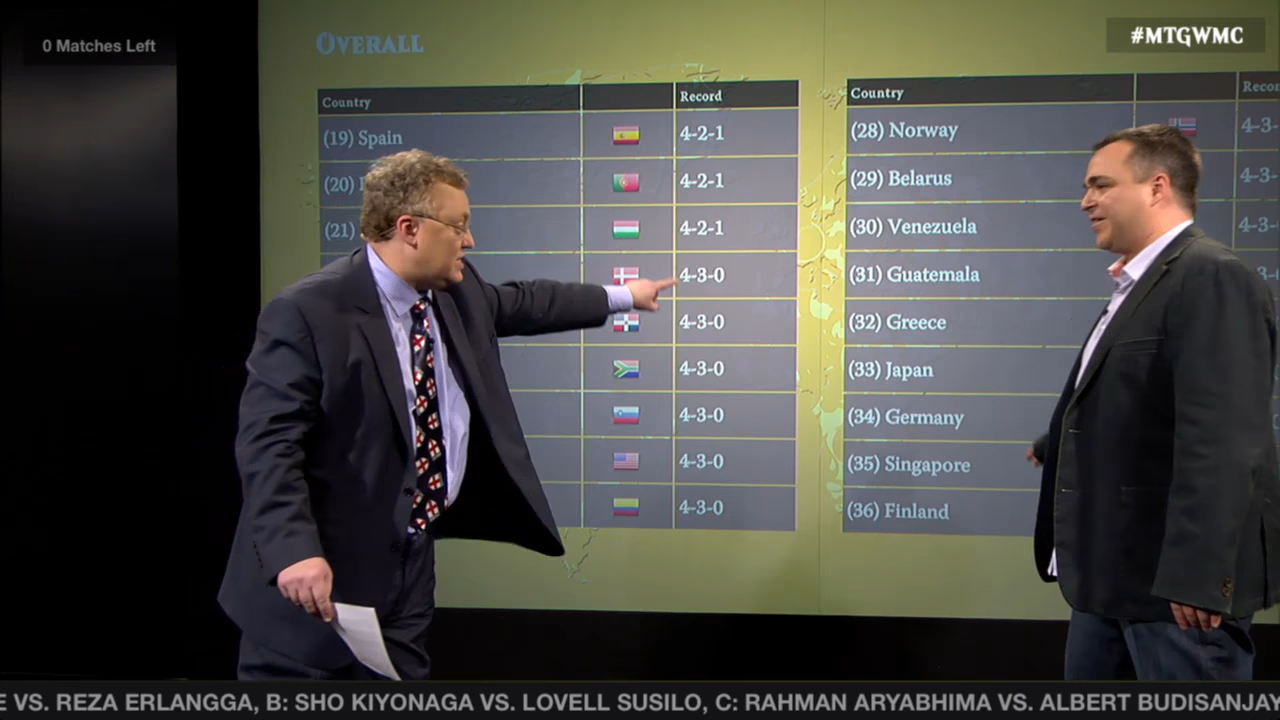 0 Matches Left
#MTGWMC
OVERALL
Country Record
(19) Spain 4-2-1
(20) 4-2-1
(21) 4-2-1
4-3-0
4-3-0
4-3-0
4-3-0
4-3-0
4-3-0
Country
(28) Norway 4-3-
(29) Belarus 4-3-
(30) Venezuela 4-3-
(31) Guatemala
(32) Greece
(33) Japan
(34) Germany
(35) Singapore
(36) Finland
VS. REZA ERLANGGA, B: SHO KIYONAGA VS. LOVELL SUSILO, C: RAHMAN ARYABHIMA VS. ALBERT BUDISANJAY